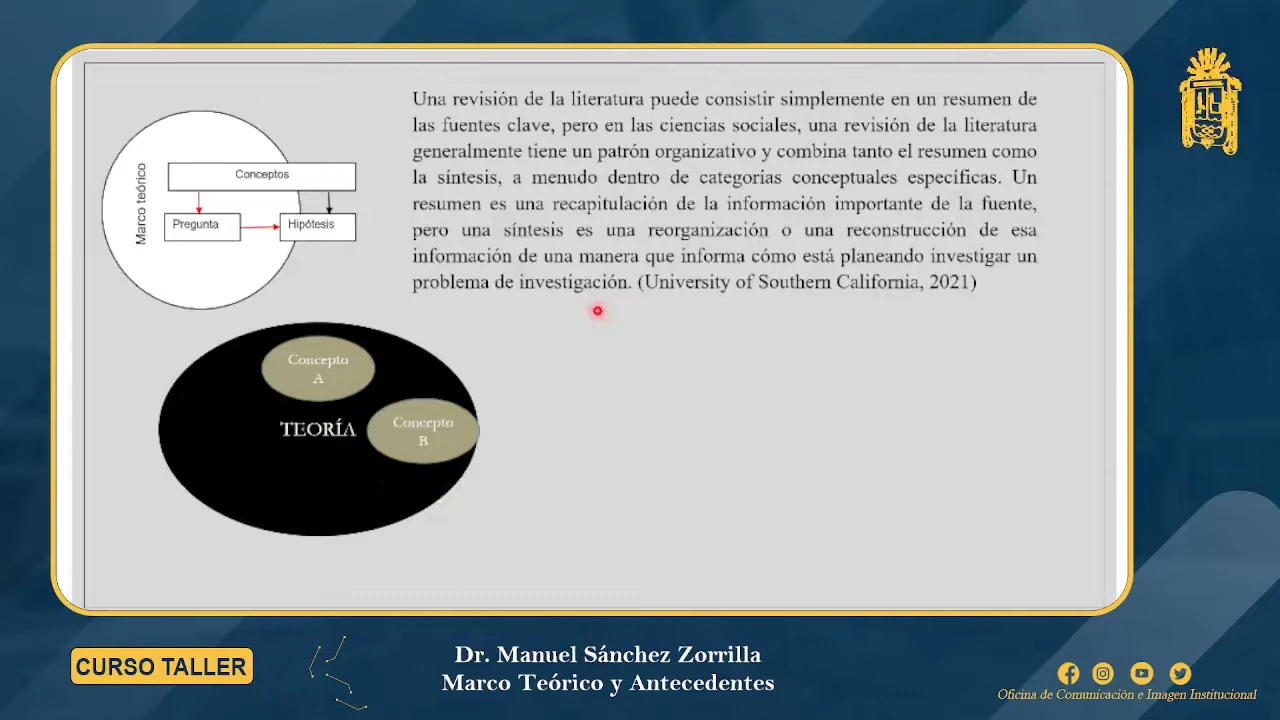 Una revisión de la literatura puede consistir simplemente en un resumen de
las fuentes clave, pero en las ciencias sociales, una revisión de la literatura
generalmente tiene un patrón organizativo y combina tanto el resumen como
la síntesis, a menudo dentro de categorías conceptuales específicas. Un
resumen es una recapitulación de la información importante de la fuente,
pero una síntesis es una reorganización o una reconstrucción de esa
información de una manera que informa cómo está planeando investigar un
problema de investigación. (University of Southern California, 2021)
Marco teórico
Conceptos
Pregunta
Hipótesis
Concepto
A
TEORÍA
Concepto
B
CURSO TALLER
Dr. Manuel Sánchez Zorrilla
Marco Teórico y Antecedentes
Oficina de Comunicación e Imagen Institucional